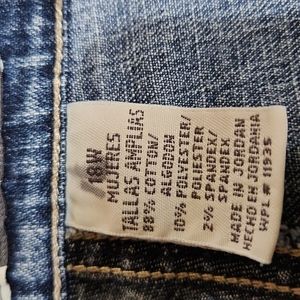 18W
MUJERES
TALLAS AMPLIAS
88% COTTON/
ALGODON
10% POLYESTER/
POLIESTER
2% SPANDEX/
SPANDEX
MADE IN JORDAN
HECHO EN JORDANIA
WPL# 11935